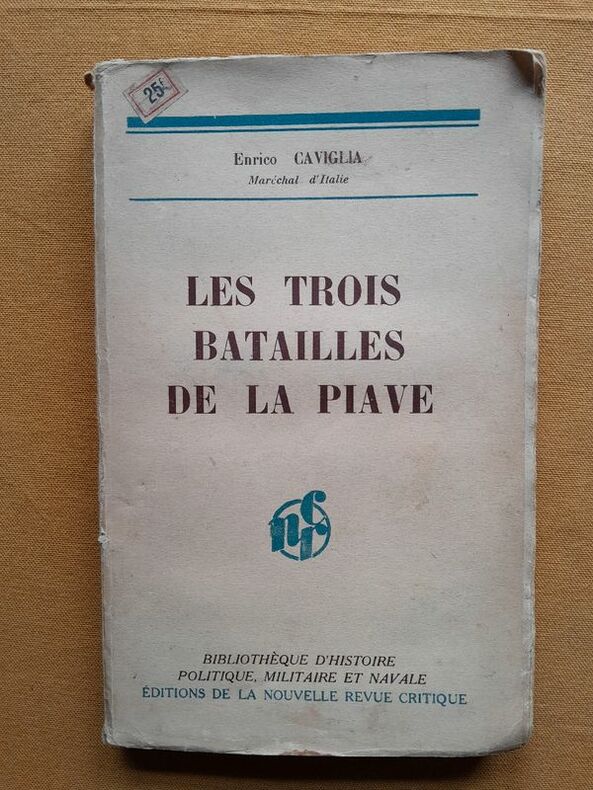 25f
Enrico CAVIGLIA
Maréchal d'Italie
LES TROIS
BATAILLES
DE LA PIAVE
nrc
BIBLIOTHÈQUE D'HISTOIRE
POLITIQUE, MILITAIRE ET NAVALE
ÉDITIONS DE LA NOUVELLE REVUE CRITIQUE